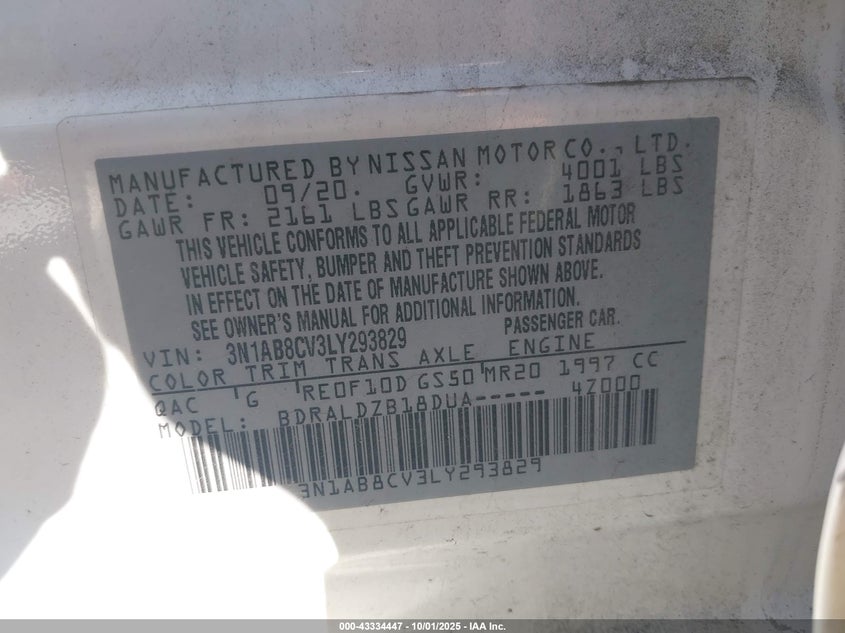 MANUFACTURED BY NISSAN MOTOR CO., LTD.
DATE: 09/20. GVWR: 4001 LBS
GAWR FR: 2161 LBS GAWR RR: 1863 LBS
THIS VEHICLE CONFORMS TO ALL APPLICABLE FEDERAL MOTOR
VEHICLE SAFETY, BUMPER AND THEFT PREVENTION STANDARDS
IN EFFECT ON THE DATE OF MANUFACTURE SHOWN ABOVE.
SEE OWNER'S MANUAL FOR ADDITIONAL INFORMATION.
VIN: 3N1AB8CV3LY293829 PASSENGER CAR.
COLOR TRIM TRANS AXLE ENGINE
QAC G RE0F10D GS50 MR20 1997 CC
MODEL: BDRALDZB18DUA----- 4Z000
3N1AB8CV3LY293829
000-43334447 - 10/01/2025 - IAA Inc.